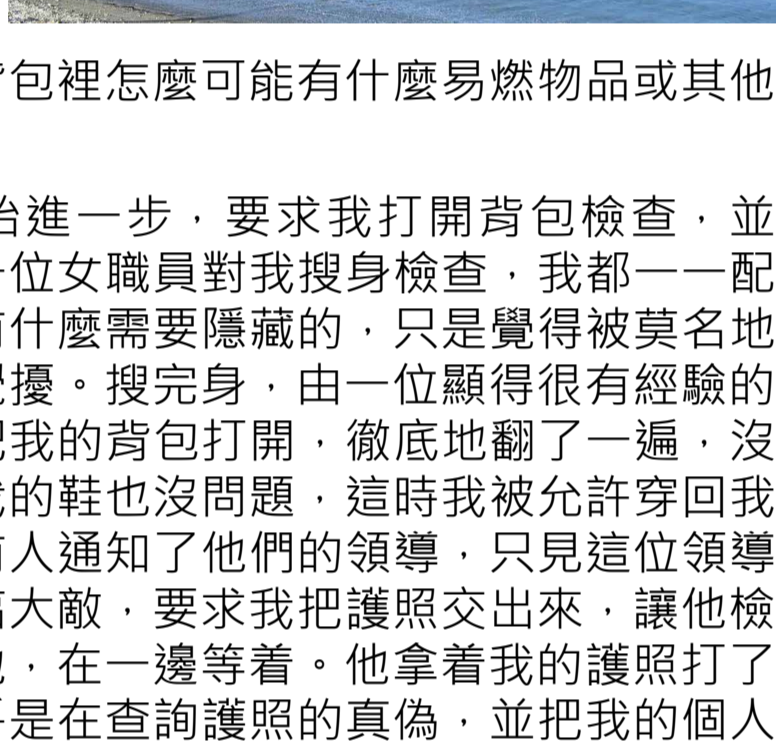 包裡怎麼可能有什麼易燃物品或其他
進一步，要求我打開背包檢查，並
位女職員對我搜身檢查，我都一一配
什麼需要隱藏的，只是覺得被莫名地
擾。搜完身，由一位顯得很有經驗的
我的背包打開，徹底地翻了一遍，沒
的鞋也沒問題，這時我被允許穿回我
人通知了他們的領導，只見這位領導
大敵，要求我把護照交出來，讓他檢
，在一邊等着。他拿着我的護照打了
是在查詢護照的真偽，並把我的個人